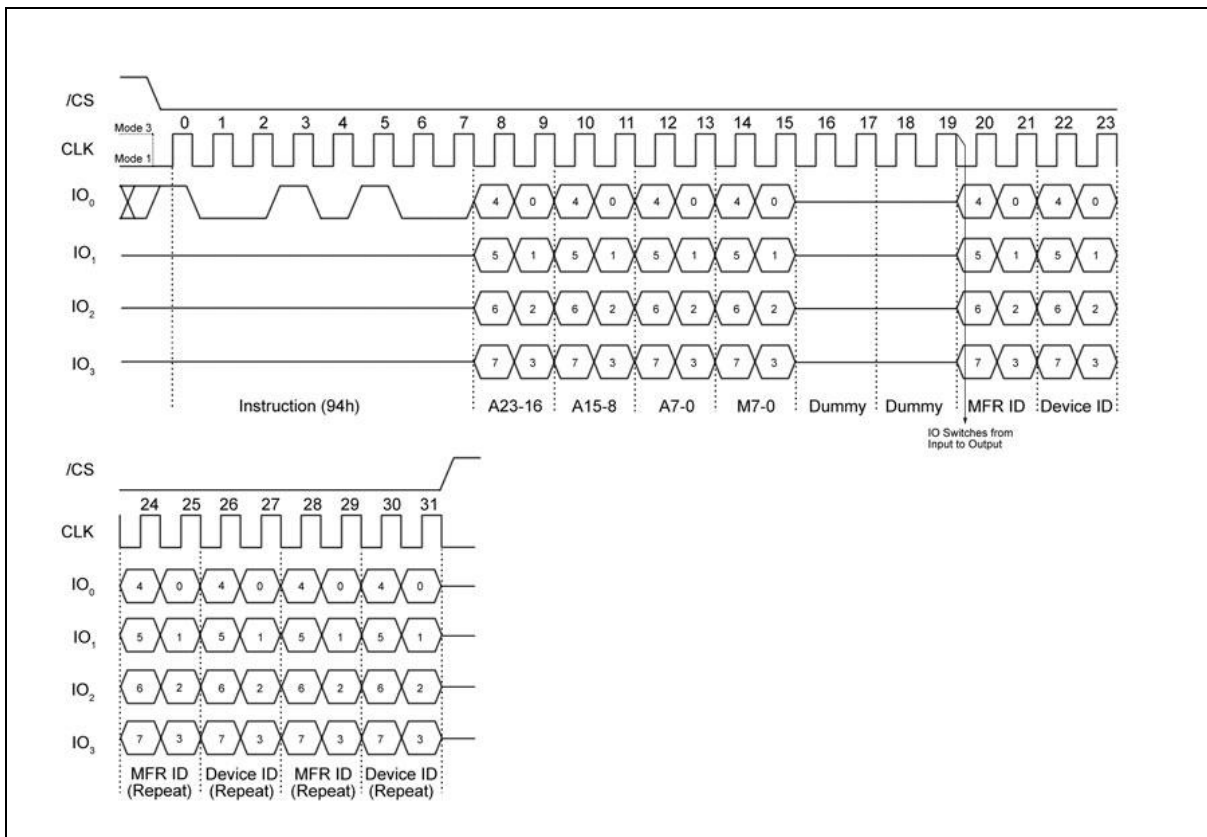 /CS
0 1 2 3 4 5 6 7 8 9 10 11 12 13 14 15 16 17 18 19 20 21 22 23
Mode 3
CLK
Mode 1
IO0 4 0 4 0 4 0 4 0 4 0 4 0
IO1 5 1 5 1 5 1 5 1 5 1 5 1
IO2 6 2 6 2 6 2 6 2 6 2 6 2
IO3 7 3 7 3 7 3 7 3 7 3 7 3
Instruction (94h) A23-16 A15-8 A7-0 M7-0 Dummy Dummy MFR ID Device ID
IO Switches from
Input to Output
/CS
24 25 26 27 28 29 30 31
CLK
IO0 4 0 4 0 4 0 4 0
IO1 5 1 5 1 5 1 5 1
IO2 6 2 6 2 6 2 6 2
IO3 7 3 7 3 7 3 7 3
MFR ID Device ID MFR ID Device ID
(Repeat) (Repeat) (Repeat) (Repeat)